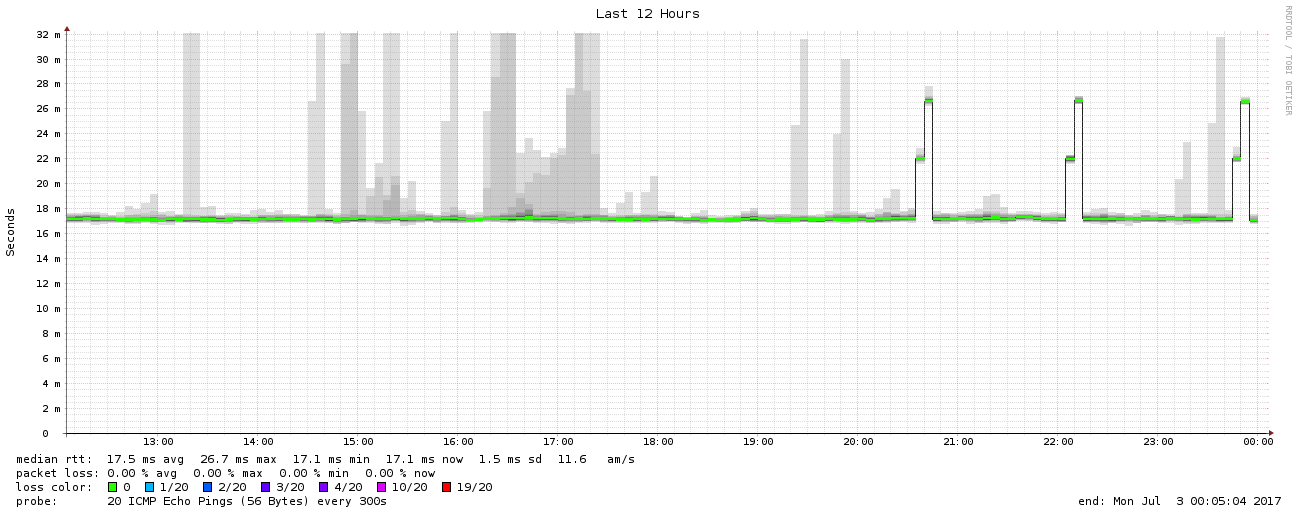 Last 12 Hours
RRDTOOL / TOBI OETIKER
Seconds
32 m
30 m
28 m
26 m
24 m
22 m
20 m
18 m
16 m
14 m
12 m
10 m
8 m
6 m
4 m
2 m
0
13:00 14:00 15:00 16:00 17:00 18:00 19:00 20:00 21:00 22:00 23:00 00:00
median rtt: 17.5 ms avg 26.7 ms max 17.1 ms min 17.1 ms now 1.5 ms sd 11.6 am/s
packet loss: 0.00 % avg 0.00 % max 0.00 % min 0.00 % now
loss color: 0 1/20 2/20 3/20 4/20 10/20 19/20
probe: 20 ICMP Echo Pings (56 Bytes) every 300s end: Mon Jul 3 00:05:04 2017